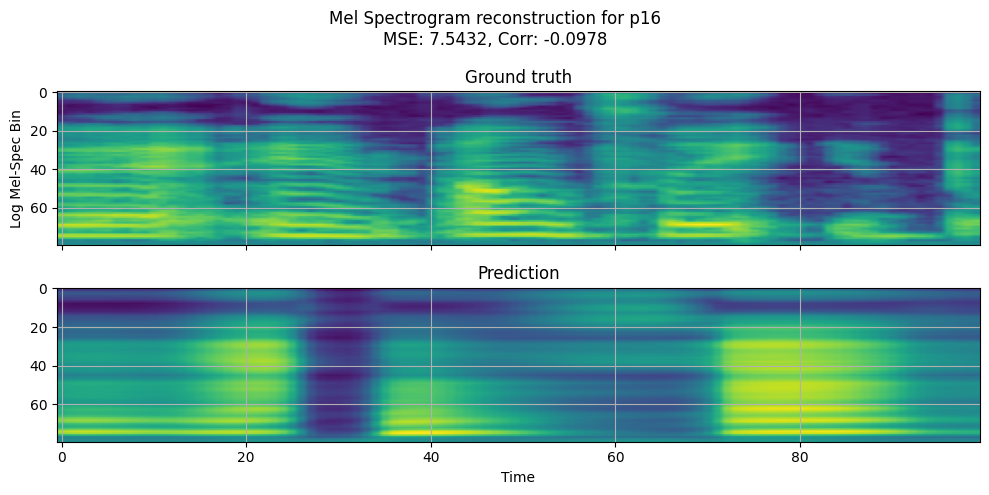 Mel Spectrogram reconstruction for p16
MSE: 7.5432, Corr: -0.0978
Ground truth
0
20
40
60
Log Mel-Spec Bin
Prediction
0
20
40
60
0 20 40 60 80
Time